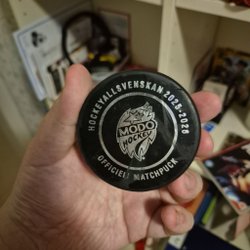 HOCKEYALLSVENSKAN 2025-2026
MODO
HOCKEY
OFFICIELL MATCHPUCK